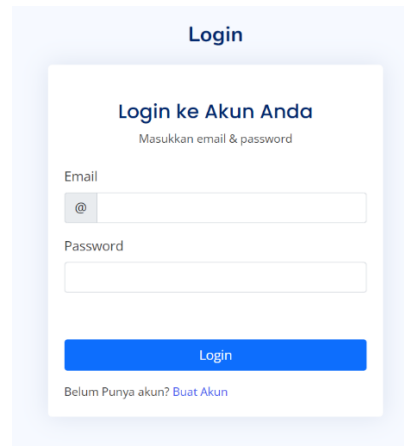 Login
Login ke Akun Anda
Masukkan email & password
Email
@
Password
Login
Belum Punya akun? Buat Akun